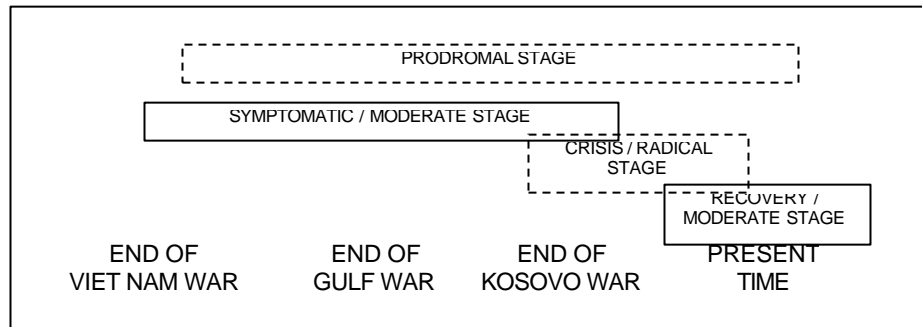 PRODROMAL STAGE
SYMPTOMATIC / MODERATE STAGE
CRISIS / RADICAL
STAGE
RECOVERY /
MODERATE STAGE
END OF
VIET NAM WAR
END OF
GULF WAR
END OF
KOSOVO WAR
PRESENT
TIME